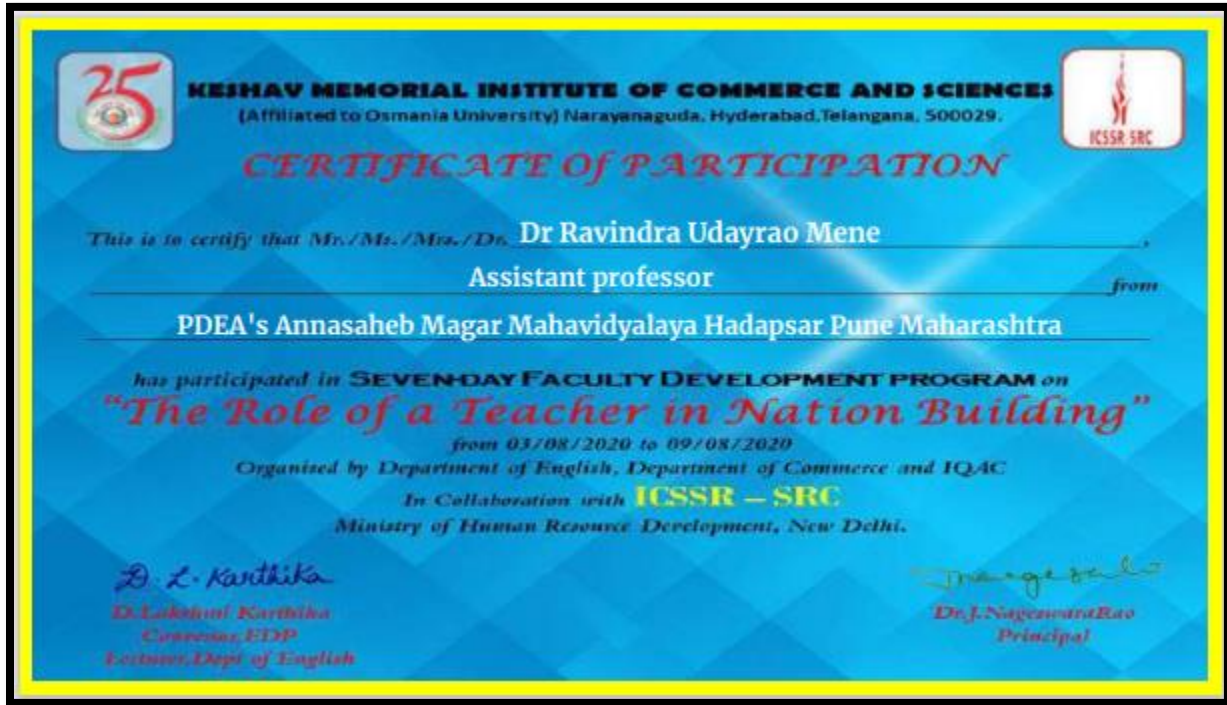 25
KESHAV MEMORIAL INSTITUTE OF COMMERCE AND SCIENCES
(Affiliated to Osmania University) Narayanaguda, Hyderabad,Telangana, 500029.
ICSSR SRC
CERTIFICATE Of PARTICIPATION
This is to certify that Mr./Ms./Mrs./Dr. Dr Ravindra Udayrao Mene ,
Assistant professor from
PDEA's Annasaheb Magar Mahavidyalaya Hadapsar Pune Maharashtra
has participated in SEVEN-DAY FACULTY DEVELOPMENT PROGRAM on
"The Role of a Teacher in Nation Building"
from 03/08/2020 to 09/08/2020
Organised by Department of English, Department of Commerce and IQAC
In Collaboration with ICSSR – SRC
Ministry of Human Resource Development, New Delhi.
D. L. Karthika
D.Lakshmi Karthika
Convenor,FDP
Lecturer,Dept of English
Dr.J.NageswaraRao
Principal